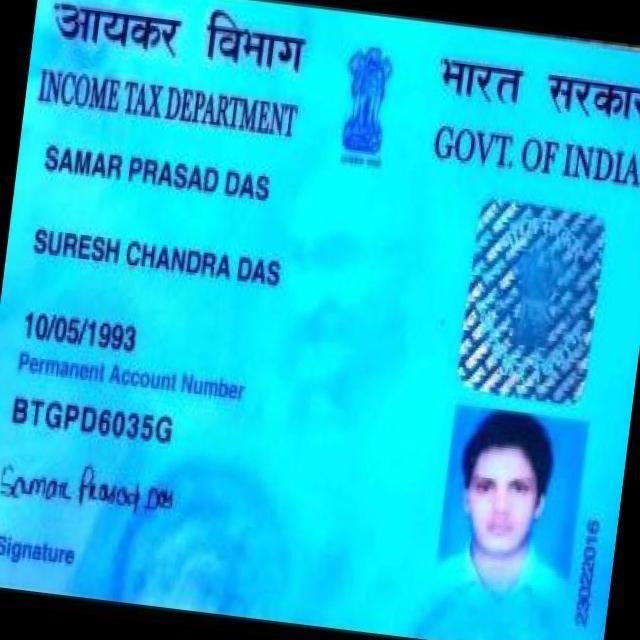 आयकर विभाग
INCOME TAX DEPARTMENT
भारत सरकार
GOVT. OF INDIA
SAMAR PRASAD DAS
SURESH CHANDRA DAS
10/05/1993
Permanent Account Number
BTGPD6035G
Samar Prasad Das
Signature
23022016